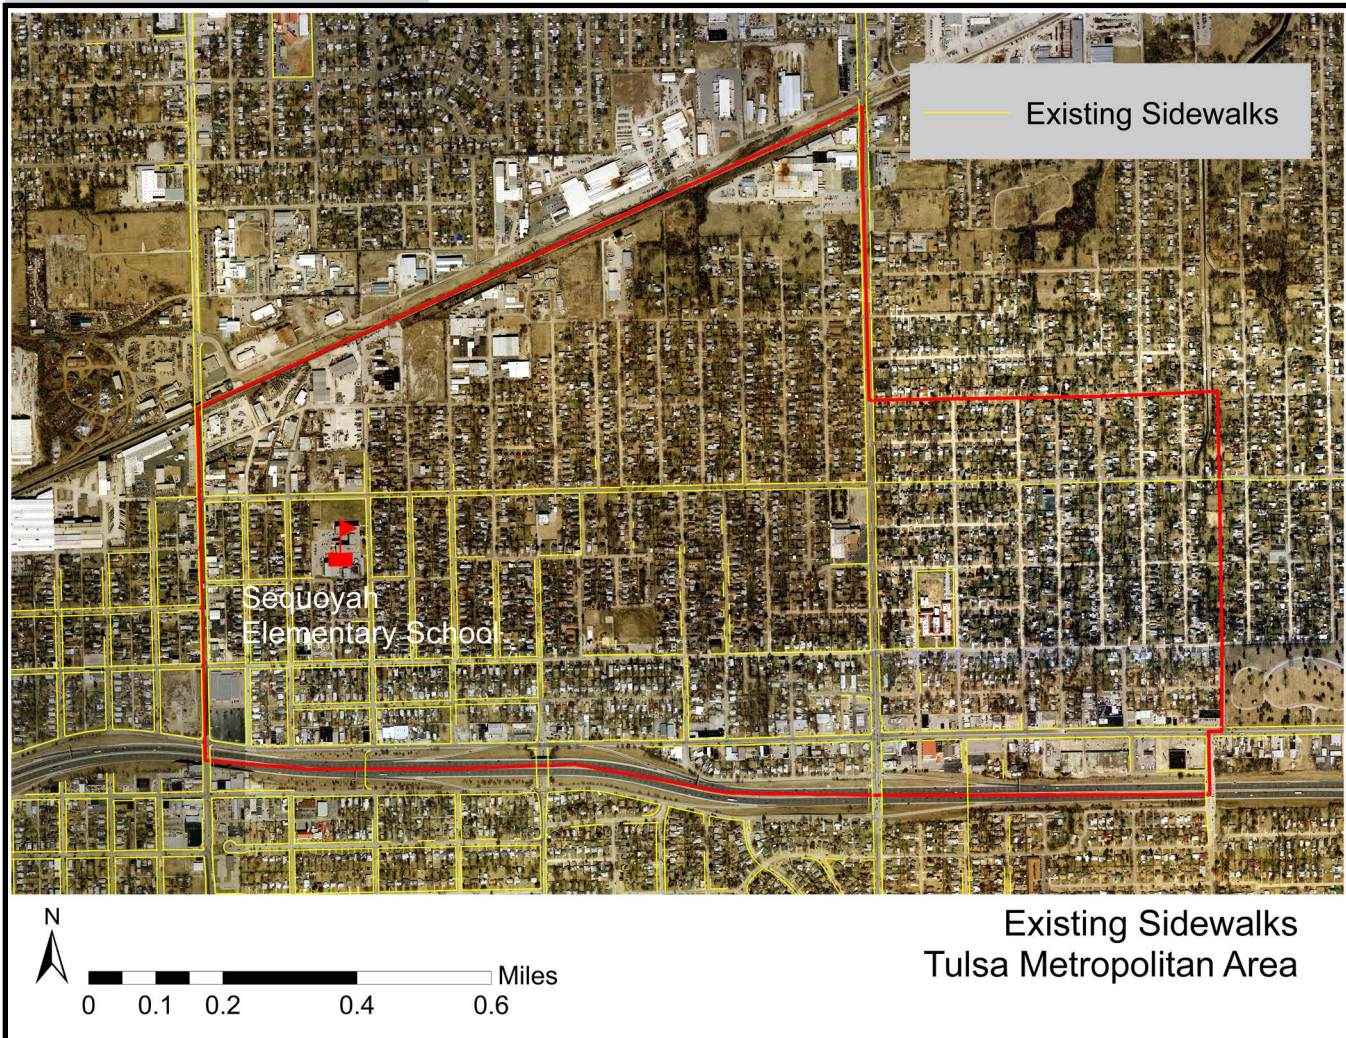 Existing Sidewalks
Sequoyah
Elementary School
N
Miles
0 0.1 0.2 0.4 0.6
Existing Sidewalks
Tulsa Metropolitan Area